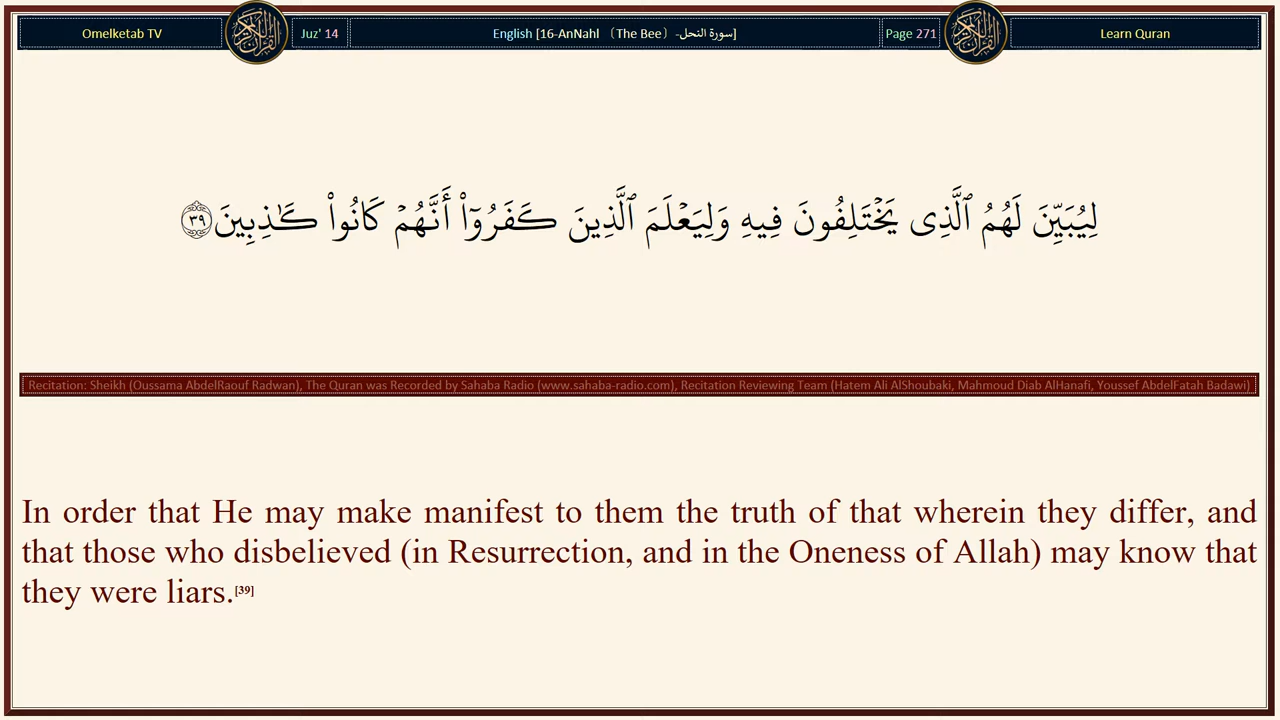 Omelketab TV
Juz' 14
English [16-AnNahl （The Bee）-سورة النحل]
Page 271
Learn Quran
لِيُبَيِّنَ لَهُمُ ٱلَّذِى يَخْتَلِفُونَ فِيهِ وَلِيَعْلَمَ ٱلَّذِينَ كَفَرُوٓا۟ أَنَّهُمْ كَانُوا۟ كَـٰذِبِينَ ٣٩
Recitation: Sheikh (Oussama AbdelRaouf Radwan), The Quran was Recorded by Sahaba Radio (www.sahaba-radio.com), Recitation Reviewing Team (Hatem Ali AlShoubaki, Mahmoud Diab AlHanafi, Youssef AbdelFatah Badawi)
In order that He may make manifest to them the truth of that wherein they differ, and
that those who disbelieved (in Resurrection, and in the Oneness of Allah) may know that
they were liars.[39]